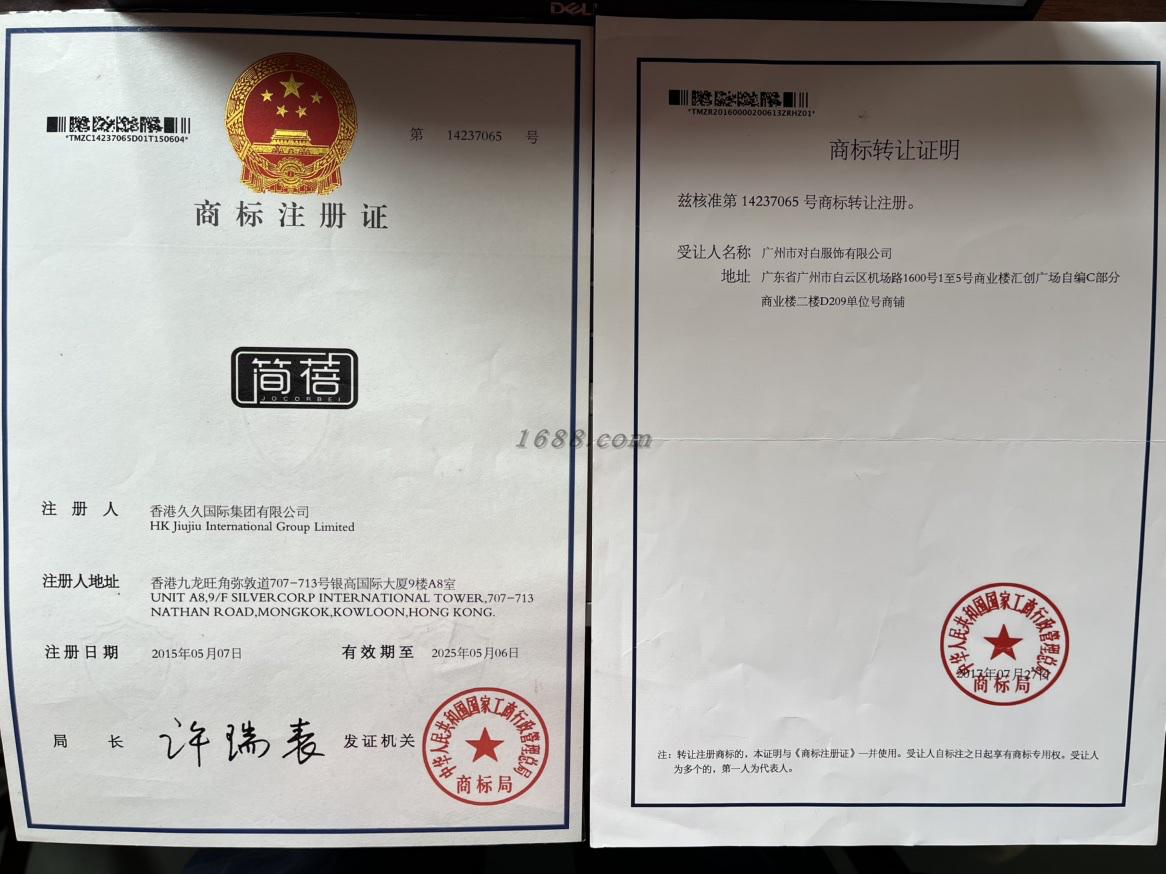 DELL
*TMZC14237065D01T150604*
第 14237065 号
商标注册证
简蓓
JOCORBEI
注册人 香港久久国际集团有限公司
HK Jiujiu International Group Limited
注册人地址 香港九龙旺角弥敦道707-713号银高国际大厦9楼A8室
UNIT A8,9/F SILVERCORP INTERNATIONAL TOWER,707-713
NATHAN ROAD,MONGKOK,KOWLOON,HONG KONG.
注册日期 2015年05月07日 有效期至 2025年05月06日
局长 许瑞表 发证机关
中华人民共和国国家工商行政管理总局
商标局
1688.com
*TMZR20160000200613ZRHZ01*
商标转让证明
兹核准第 14237065 号商标转让注册。
受让人名称 广州市对白服饰有限公司
地址 广东省广州市白云区机场路1600号1至5号商业楼汇创广场自编C部分
商业楼二楼D209单位号商铺
中华人民共和国国家工商行政管理总局
2017年07月27日
商标局
注：转让注册商标的，本证明与《商标注册证》一并使用。受让人自标注之日起享有商标专用权。受让人
为多个的，第一人为代表人。